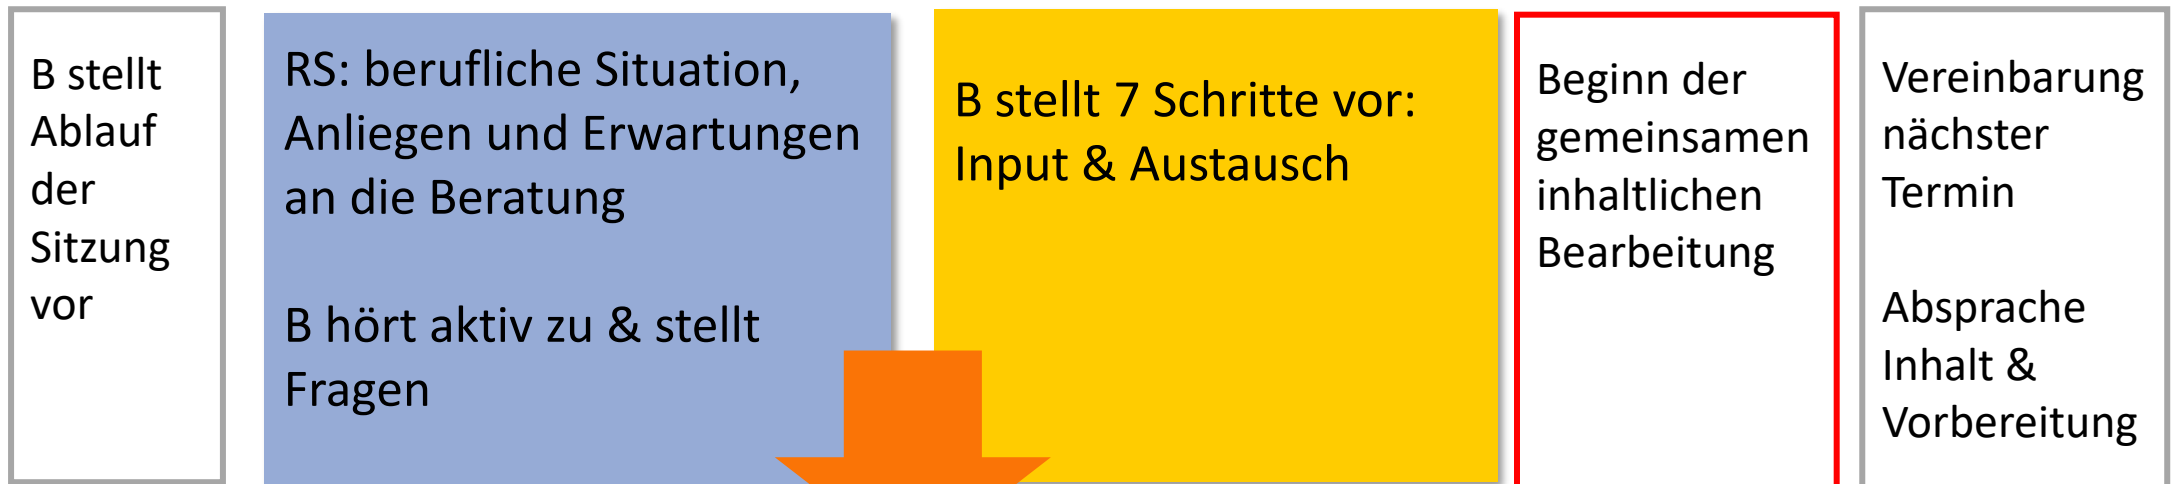 B stellt
Ablauf
der
Sitzung
vor
RS: berufliche Situation,
Anliegen und Erwartungen
an die Beratung
B hört aktiv zu & stellt
Fragen
B stellt 7 Schritte vor:
Input & Austausch
Beginn der
gemeinsamen
inhaltlichen
Bearbeitung
Vereinbarung
nächster
Termin
Absprache
Inhalt &
Vorbereitung